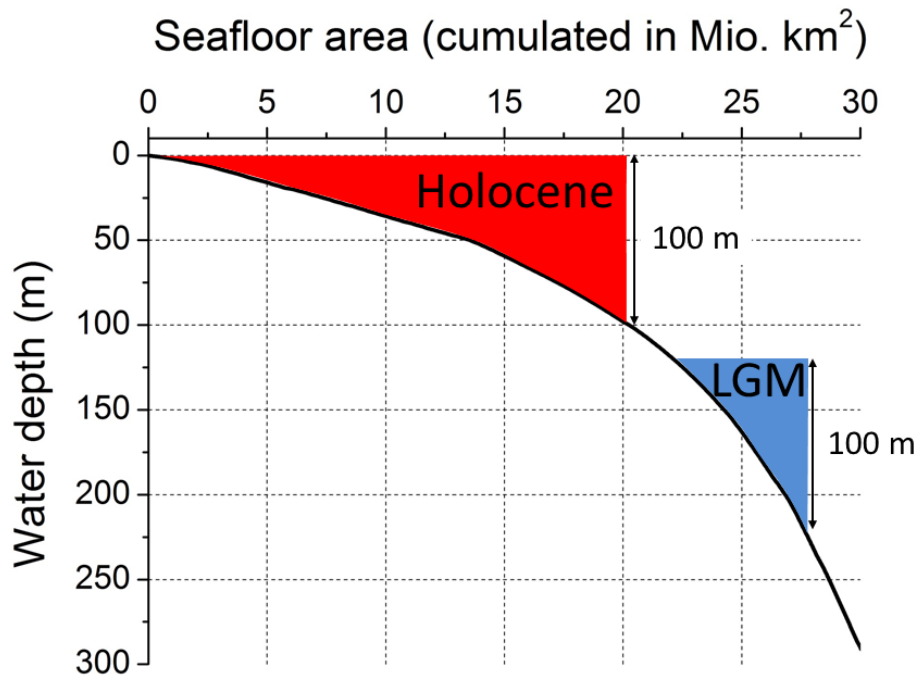 Seafloor area (cumulated in Mio. km²)
0 5 10 15 20 25 30
Water depth (m)
0
50
100
150
200
250
300
Holocene
100 m
LGM
100 m